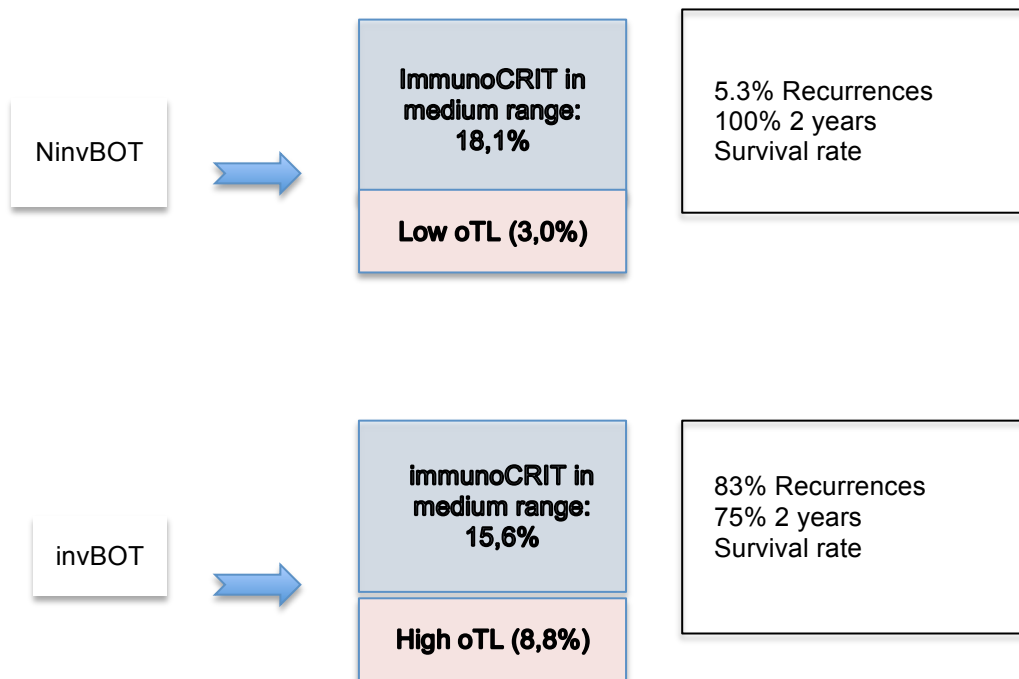 NinvBOT
ImmunoCRIT in
medium range:
18,1%
Low oTL (3,0%)
5.3% Recurrences
100% 2 years
Survival rate
invBOT
immunoCRIT in
medium range:
15,6%
High oTL (8,8%)
83% Recurrences
75% 2 years
Survival rate